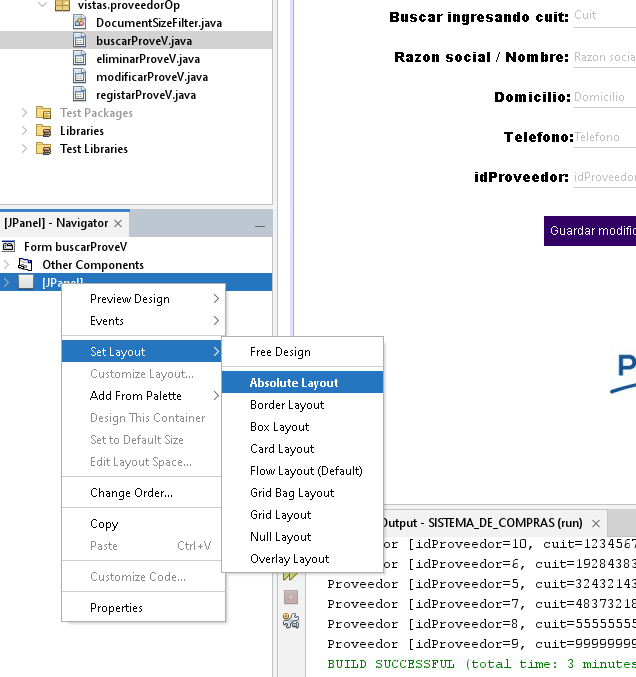 vistas.proveedorOp
DocumentSizeFilter.java
buscarProveV.java
eliminarProveV.java
modificarProveV.java
registarProveV.java
Test Packages
Libraries
Test Libraries
[JPanel] - Navigator
Form buscarProveV
Other Components
[JPanel]
Preview Design
Events
Set Layout
Customize Layout...
Add From Palette
Design This Container
Set to Default Size
Edit Layout Space...
Change Order...
Copy
Paste Ctrl+V
Customize Code...
Properties
Free Design
Absolute Layout
Border Layout
Box Layout
Card Layout
Flow Layout (Default)
Grid Bag Layout
Grid Layout
Null Layout
Overlay Layout
Buscar ingresando cuit: Cuit
Razon social / Nombre: Razon socia
Domicilio: Domicilio
Telefono: Telefono
idProveedor: idProveedor
Guardar modific
P
Output - SISTEMA_DE_COMPRAS (run)
eedor [idProveedor=10, cuit=1234567
eedor [idProveedor=6, cuit=19284383
Proveedor [idProveedor=5, cuit=32432143
Proveedor [idProveedor=7, cuit=48373218
Proveedor [idProveedor=8, cuit=55555555
Proveedor [idProveedor=9, cuit=99999999
BUILD SUCCESSFUL (total time: 3 minutes